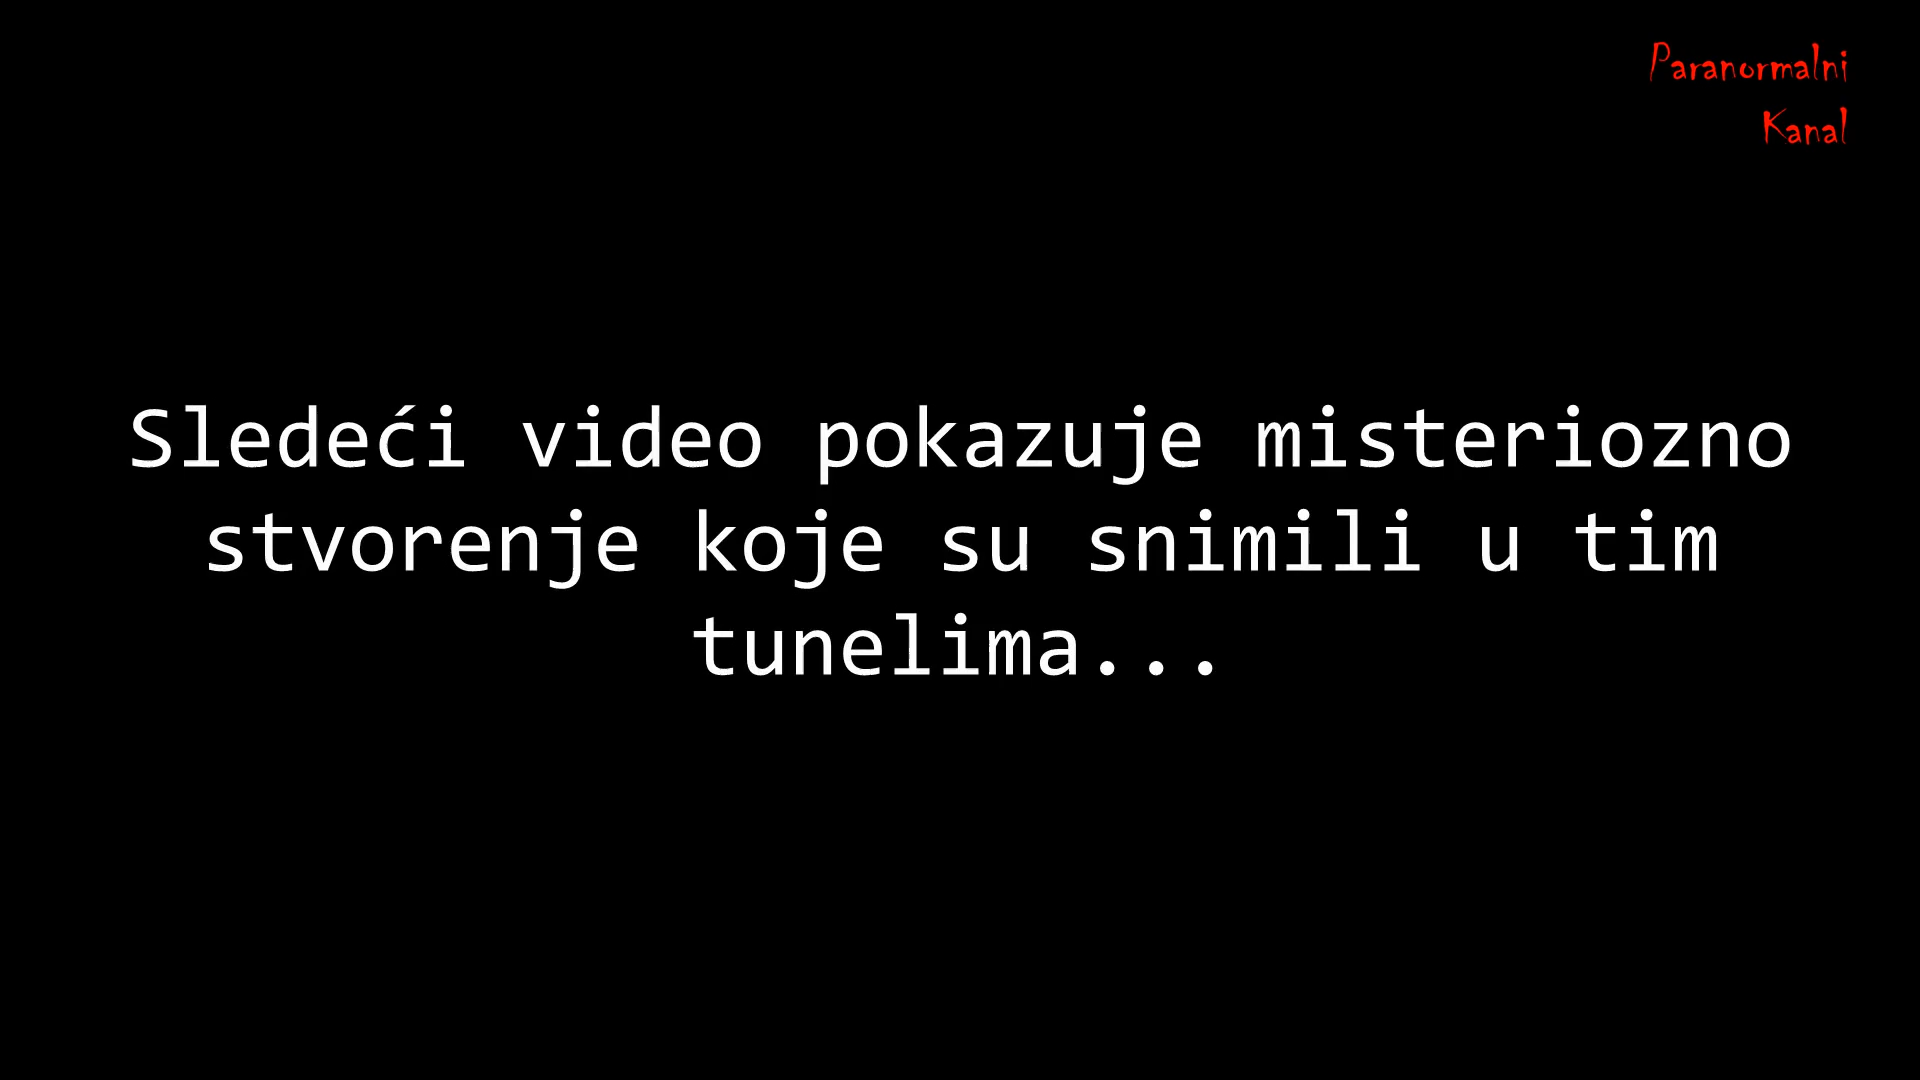 Paranormalni
Kanal
Sledeći video pokazuje misteriozno
stvorenje koje su snimili u tim
tunelima...